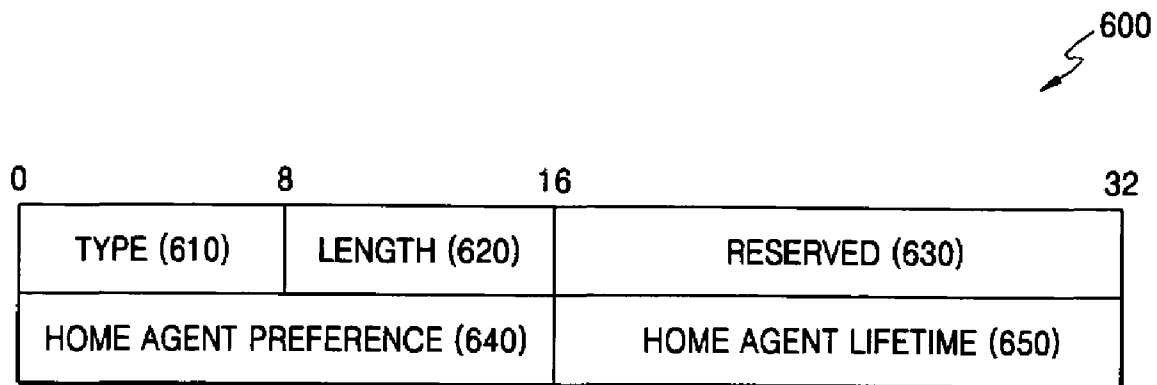 600
0 8 16 32
TYPE (610) LENGTH (620) RESERVED (630)
HOME AGENT PREFERENCE (640) HOME AGENT LIFETIME (650)